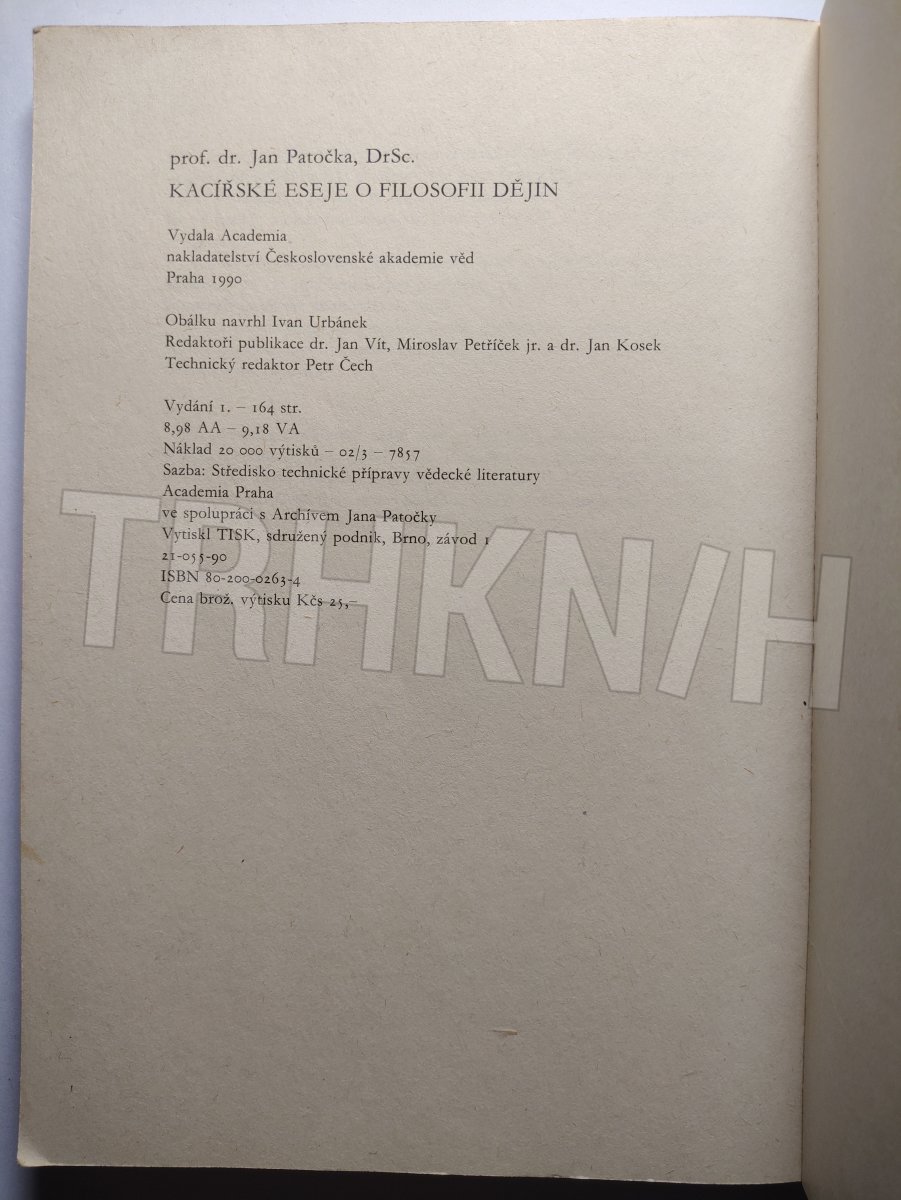 prof. dr. Jan Patočka, DrSc.
KACÍŘSKÉ ESEJE O FILOSOFII DĚJIN
Vydala Academia
nakladatelství Československé akademie věd
Praha 1990
Obálku navrhl Ivan Urbánek
Redaktoři publikace dr. Jan Vít, Miroslav Petříček jr. a dr. Jan Kosek
Technický redaktor Petr Čech
Vydání 1. – 164 str.
8,98 AA – 9,18 VA
Náklad 20 000 výtisků – 02/3 – 7857
Sazba: Středisko technické přípravy vědecké literatury
Academia Praha
ve spolupráci s Archívem Jana Patočky
Vytiskl TISK, sdružený podnik, Brno, závod 1
21-055-90
ISBN 80-200-0263-4
Cena brož. výtisku Kčs 25,–
TRHKN/H